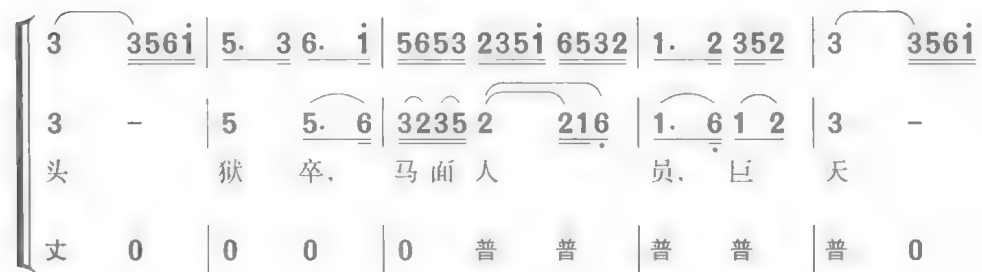 3 3561̇ | 5. 3 6. 1̇ | 5653 2351̇ 6532 | 1. 2 352 | 3 3561̇
3 - | 5 5. 6 | 3235 2 216̣ | 1. 6̣ 1 2 | 3 -
头 狱 卒, 马 面 人 员, 巨 天
丈 0 | 0 0 | 0 普 普 | 普 普 | 普 0